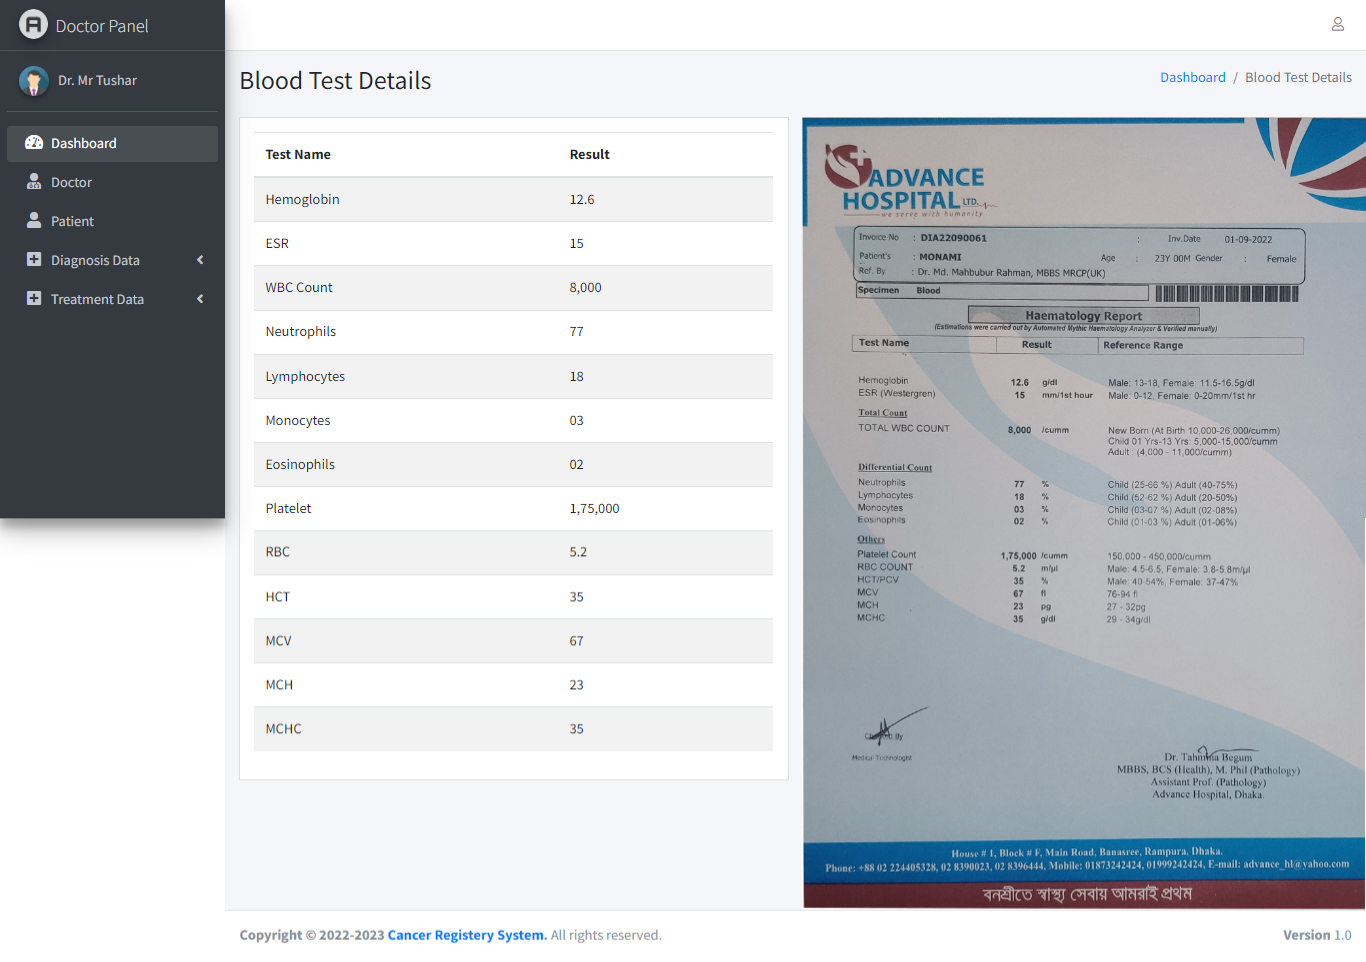 Doctor Panel
Dr. Mr Tushar
Dashboard
Doctor
Patient
Diagnosis Data
Treatment Data
Blood Test Details
Dashboard / Blood Test Details
Test Name Result
Hemoglobin 12.6
ESR 15
WBC Count 8,000
Neutrophils 77
Lymphocytes 18
Monocytes 03
Eosinophils 02
Platelet 1,75,000
RBC 5.2
HCT 35
MCV 67
MCH 23
MCHC 35
ADVANCE
HOSPITAL LTD.
we serve with humanity
Invoice No : DIA22090061 : Inv.Date 01-09-2022
Patient's : MONAMI Age : 23Y 00M Gender : Female
Ref. By : Dr. Md. Mahbubur Rahman, MBBS MRCP(UK)
Specimen Blood
Haematology Report
(Estimations were carried out by Automated Mythic Haematology Analyzer & Verified manually)
Test Name Result Reference Range
Hemoglobin 12.6 g/dl Male: 13-18, Female: 11.5-16.5g/dl
ESR (Westergren) 15 mm/1st hour Male: 0-12, Female: 0-20mm/1st hr
Total Count
TOTAL WBC COUNT 8,000 /cumm New Born (At Birth 10,000-26,000/cumm)
Child 01 Yrs-13 Yrs: 5,000-15,000/cumm
Adult : (4,000 - 11,000/cumm)
Differential Count
Neutrophils 77 % Child (25-66 %) Adult (40-75%)
Lymphocytes 18 % Child (52-62 %) Adult (20-50%)
Monocytes 03 % Child (03-07 %) Adult (02-08%)
Eosinophils 02 % Child (01-03 %) Adult (01-06%)
Others
Platelet Count 1,75,000 /cumm 150,000 - 450,000/cumm
RBC COUNT 5.2 m/µl Male: 4.5-6.5, Female: 3.8-5.8m/µl
HCT/PCV 35 % Male: 40-54%, Female: 37-47%
MCV 67 fl 76-94 fl
MCH 23 pg 27 - 32pg
MCHC 35 g/dl 29 - 34g/dl
By
Medical Technologist
Dr. Tahmina Begum
MBBS, BCS (Health), M. Phil (Pathology)
Assistant Prof. (Pathology)
Advance Hospital, Dhaka.
House # 1, Block # F, Main Road, Banasree, Rampura, Dhaka.
Phone: +88 02 224405328, 02 8390023, 02 8396444, Mobile: 01873242424, 01999242424, E-mail: advance_hl@yahoo.com
বনশ্রীতে স্বাস্থ্য সেবায় আমরাই প্রথম
Copyright © 2022-2023 Cancer Registery System. All rights reserved.
Version 1.0